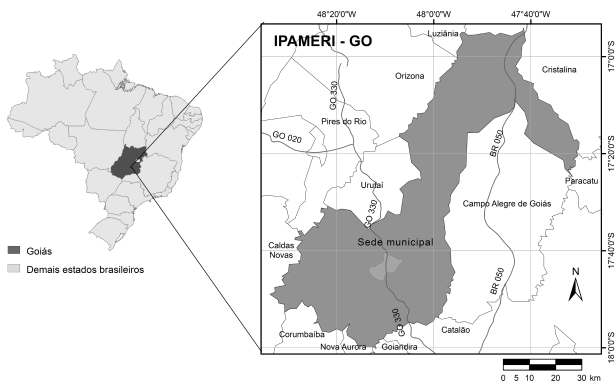 48°20'0"W
48°0'0"W
47°40'0"W
IPAMERI - GO
Luziânia
Orizona
Cristalina
17°0'0"S
GO 330
Pires do Rio
GO 020
BR 050
17°20'0"S
Urutaí
Paracatu
GO 330
Campo Alegre de Goiás
Sede municipal
Goiás
Caldas
Novas
17°40'0"S
Demais estados brasileiros
BR 050
N
GO 330
Corumbaíba
Catalão
Nova Aurora
Goiandira
18°0'0"S
0 5 10 20 30 km